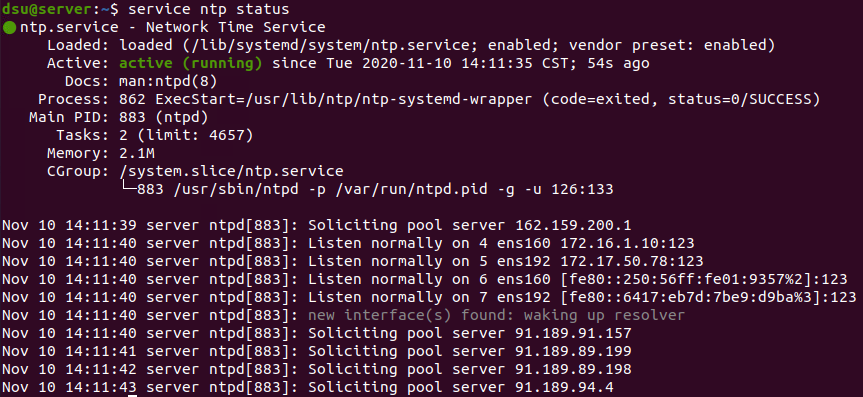 dsu@server:~$ service ntp status
● ntp.service - Network Time Service
     Loaded: loaded (/lib/systemd/system/ntp.service; enabled; vendor preset: enabled)
     Active: active (running) since Tue 2020-11-10 14:11:35 CST; 54s ago
       Docs: man:ntpd(8)
    Process: 862 ExecStart=/usr/lib/ntp/ntp-systemd-wrapper (code=exited, status=0/SUCCESS)
   Main PID: 883 (ntpd)
      Tasks: 2 (limit: 4657)
     Memory: 2.1M
     CGroup: /system.slice/ntp.service
             └─883 /usr/sbin/ntpd -p /var/run/ntpd.pid -g -u 126:133
Nov 10 14:11:39 server ntpd[883]: Soliciting pool server 162.159.200.1
Nov 10 14:11:40 server ntpd[883]: Listen normally on 4 ens160 172.16.1.10:123
Nov 10 14:11:40 server ntpd[883]: Listen normally on 5 ens192 172.17.50.78:123
Nov 10 14:11:40 server ntpd[883]: Listen normally on 6 ens160 [fe80::250:56ff:fe01:9357%2]:123
Nov 10 14:11:40 server ntpd[883]: Listen normally on 7 ens192 [fe80::6417:eb7d:7be9:d9ba%3]:123
Nov 10 14:11:40 server ntpd[883]: new interface(s) found: waking up resolver
Nov 10 14:11:40 server ntpd[883]: Soliciting pool server 91.189.91.157
Nov 10 14:11:41 server ntpd[883]: Soliciting pool server 91.189.89.199
Nov 10 14:11:42 server ntpd[883]: Soliciting pool server 91.189.89.198
Nov 10 14:11:43 server ntpd[883]: Soliciting pool server 91.189.94.4